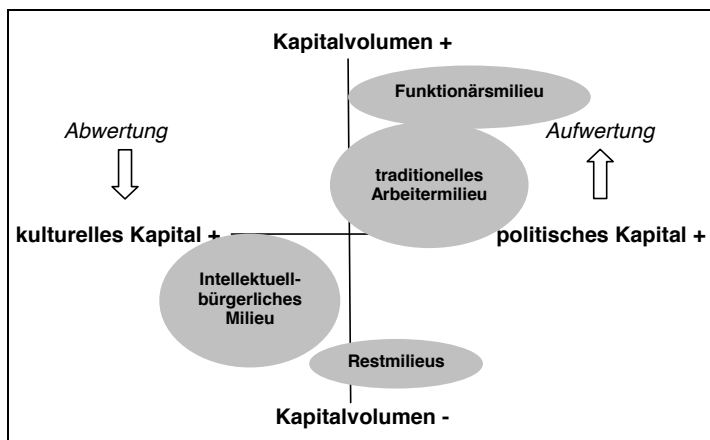 Kapitalvolumen +
Funktionärsmilieu
Abwertung
Aufwertung
traditionelles
Arbeitermilieu
kulturelles Kapital +
politisches Kapital +
Intellektuell-
bürgerliches
Milieu
Restmilieus
Kapitalvolumen -